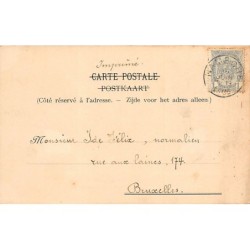 Imprimé
CARTE POSTALE
POSTKAART
(Côté réservé à l'adresse. - Zijde voor het adres alleen.)
Monsieur Félix, normalien
rue aux laines, 174.
Bruxelles.